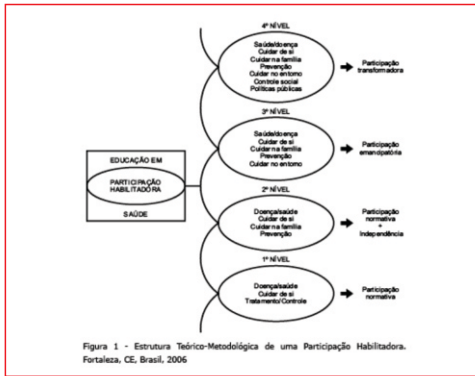 4º NÍVEL
Saúde/doença
Cuidar de si
Cuidar na família
Prevenção
Cuidar no entorno
Controle social
Políticas públicas
Participação
transformadora
3º NÍVEL
Saúde/doença
Cuidar de si
Cuidar na família
Prevenção
Cuidar no entorno
Participação
emancipatória
EDUCAÇÃO EM
PARTICIPAÇÃO
HABILITADORA
SAÚDE
2º NÍVEL
Doença/saúde
Cuidar de si
Cuidar na família
Prevenção
Participação
normativa
+
Independência
1º NÍVEL
Doença/saúde
Cuidar de si
Tratamento/Controle
Participação
normativa
Figura 1 - Estrutura Teórico-Metodológica de uma Participação Habilitadora.
Fortaleza, CE, Brasil, 2006